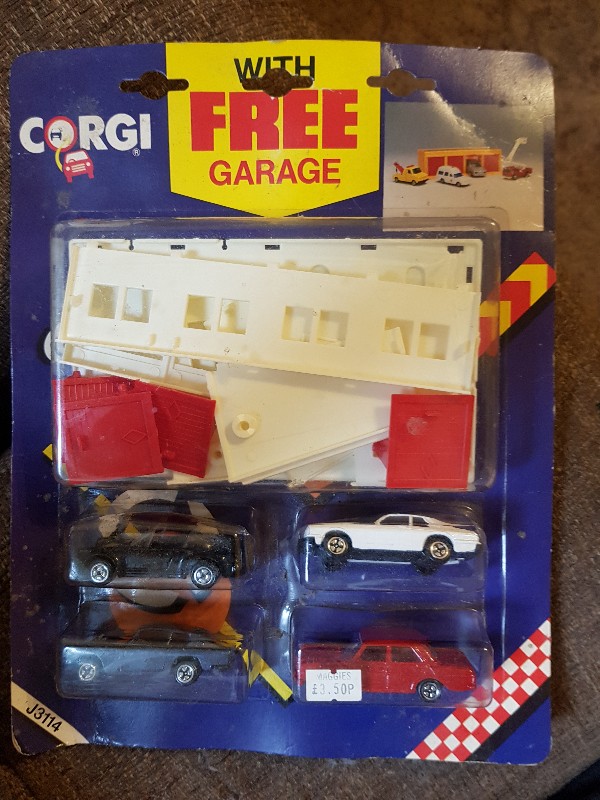 WITH
FREE
GARAGE
CORGI®
MAGGIES
£3.50P
J3114